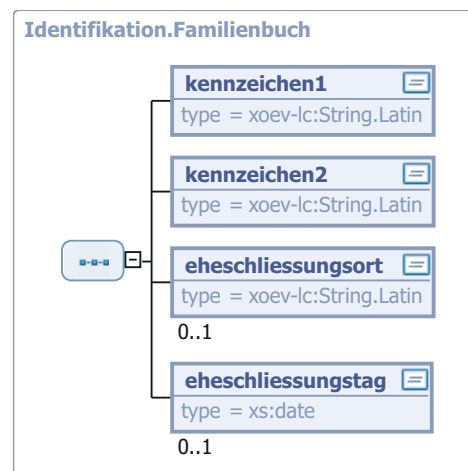 Identifikation.Familienbuch
kennzeichen1
type = xoev-lc:String.Latin
kennzeichen2
type = xoev-lc:String.Latin
eheschliessungsort
type = xoev-lc:String.Latin
0..1
eheschliessungstag
type = xs:date
0..1